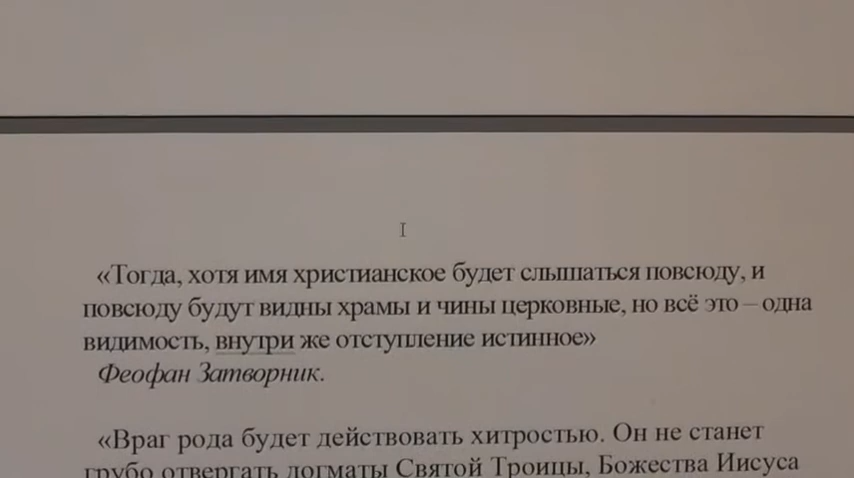 «Тогда, хотя имя христианское будет слышаться повсюду, и
повсюду будут видны храмы и чины церковные, но всё это – одна
видимость, внутри же отступление истинное»
Феофан Затворник.
«Враг рода будет действовать хитростью. Он не станет
грубо отвергать догматы Святой Троицы, Божества Иисуса